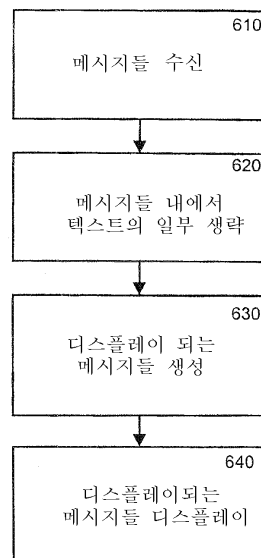 610
메시지들 수신
620
메시지들 내에서
텍스트의 일부 생략
630
디스플레이 되는
메시지들 생성
640
디스플레이되는
메시지들 디스플레이